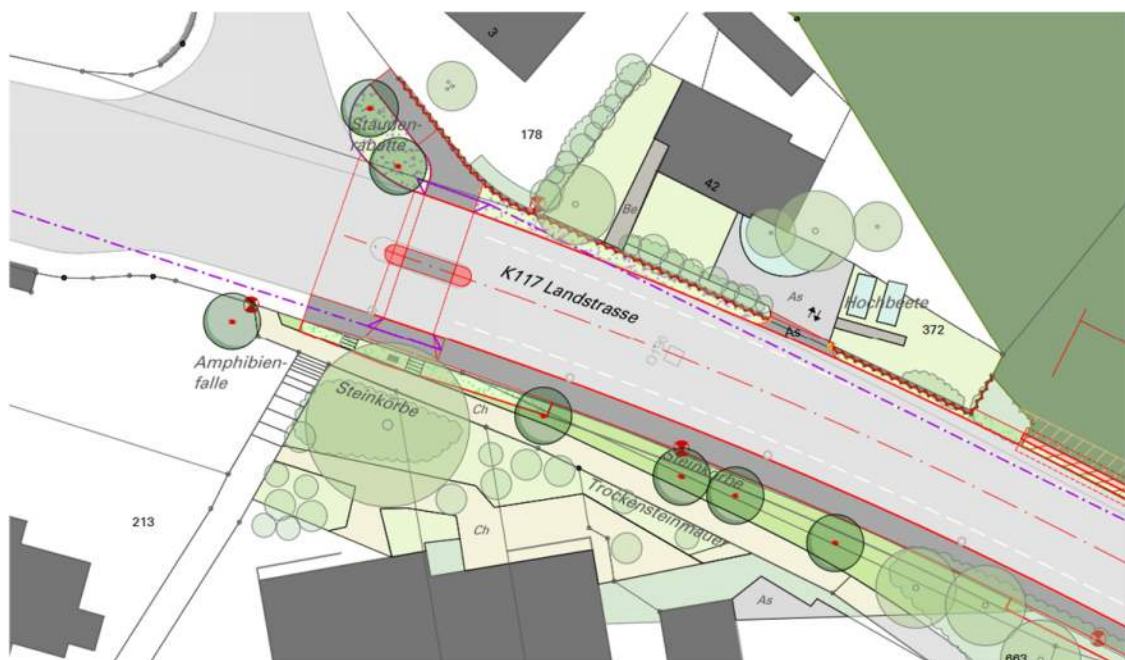 3
Stauden-
rabatte
178
42
Be
K117 Landstrasse
As
Hochbeete
As
372
Amphibien-
falle
Steinkörbe
Ch
Steinkörbe
Trockensteinmauer
213
Ch
As
663